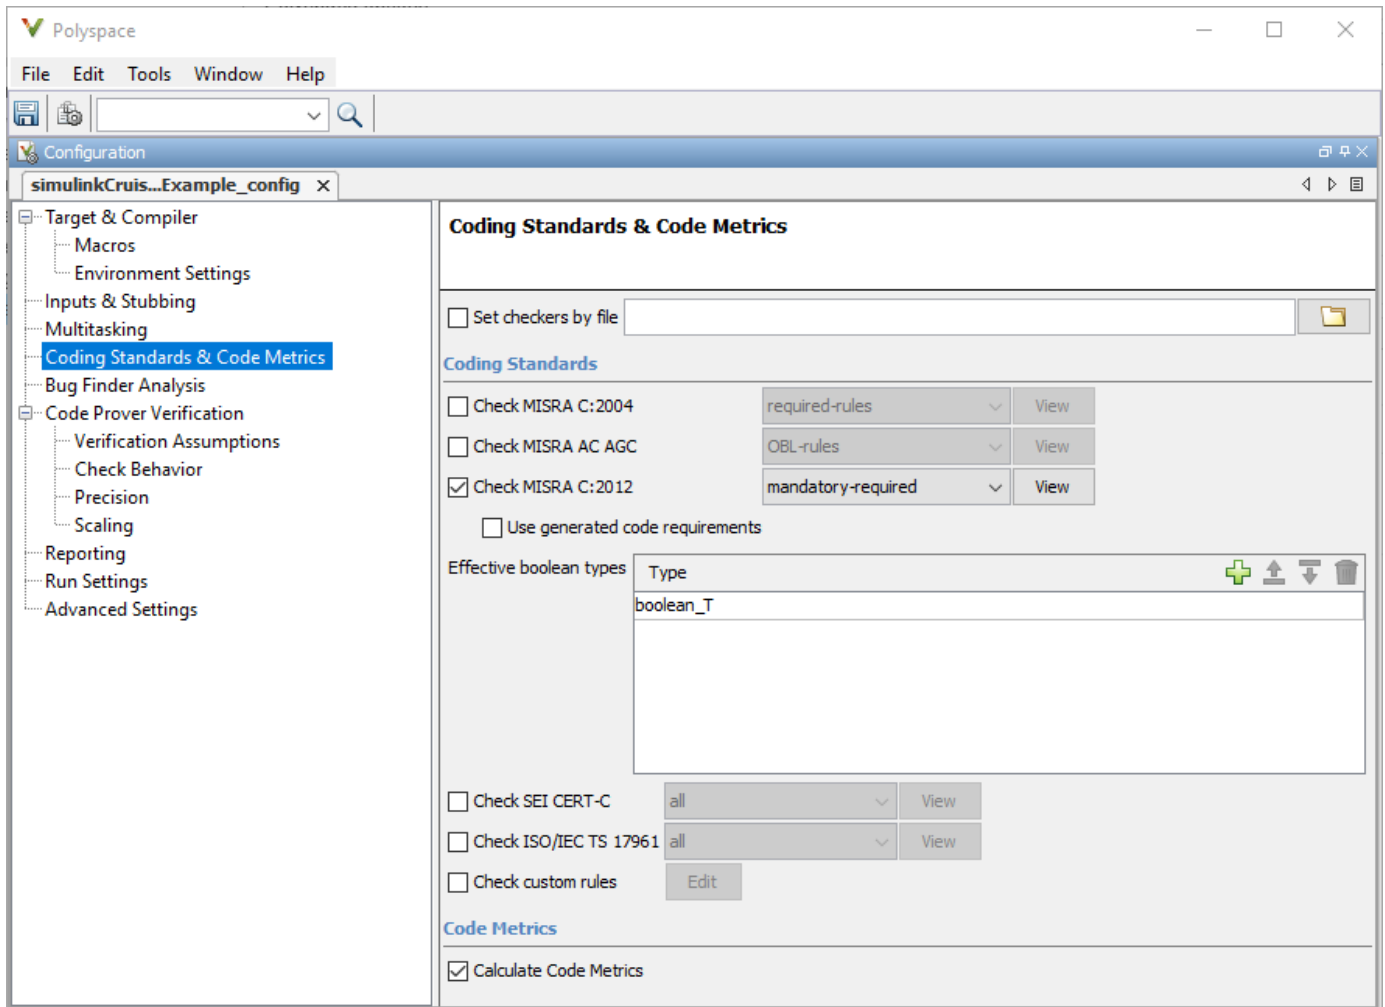 Polyspace
File Edit Tools Window Help
Configuration
simulinkCruis...Example_config
Target & Compiler
Macros
Environment Settings
Inputs & Stubbing
Multitasking
Coding Standards & Code Metrics
Bug Finder Analysis
Code Prover Verification
Verification Assumptions
Check Behavior
Precision
Scaling
Reporting
Run Settings
Advanced Settings
Coding Standards & Code Metrics
Set checkers by file
Coding Standards
Check MISRA C:2004 required-rules View
Check MISRA AC AGC OBL-rules View
Check MISRA C:2012 mandatory-required View
Use generated code requirements
Effective boolean types Type
boolean_T
Check SEI CERT-C all View
Check ISO/IEC TS 17961 all View
Check custom rules Edit
Code Metrics
Calculate Code Metrics